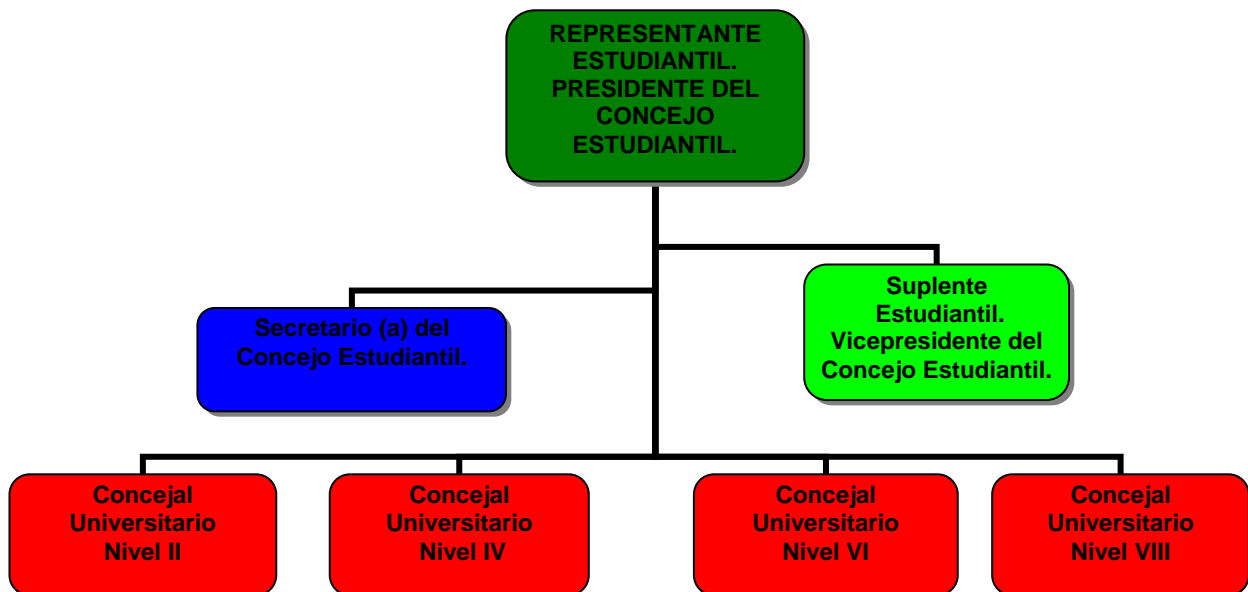 REPRESENTANTE
ESTUDIANTIL.
PRESIDENTE DEL
CONCEJO
ESTUDIANTIL.
Suplente
Estudiantil.
Vicepresidente del
Concejo Estudiantil.
Secretario (a) del
Concejo Estudiantil.
Concejal
Universitario
Nivel II
Concejal
Universitario
Nivel IV
Concejal
Universitario
Nivel VI
Concejal
Universitario
Nivel VIII